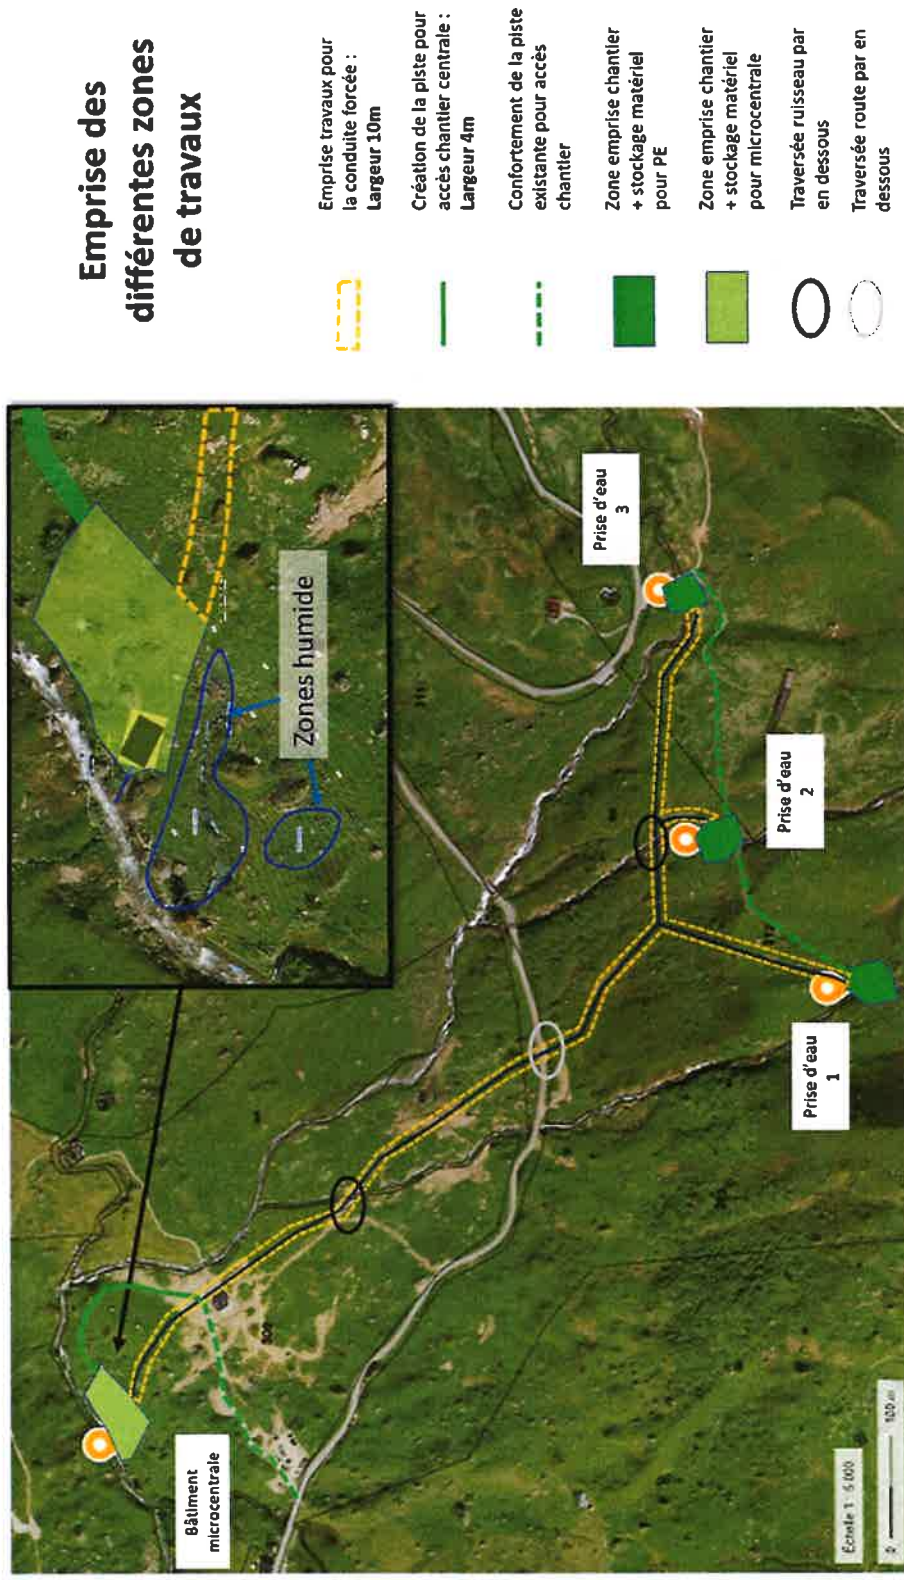 Emprise des
différentes zones
de travaux
Emprise travaux pour
la conduite forcée :
Largeur 10m
Création de la piste pour
accès chantier centrale :
Largeur 4m
Confortement de la piste
existante pour accès
chantier
Zone emprise chantier
+ stockage matériel
pour PE
Zone emprise chantier
+ stockage matériel
pour microcentrale
Traversée ruisseau par
en dessous
Traversée route par en
dessous
Zones humide
Prise d'eau
3
Prise d'eau
2
Prise d'eau
1
Bâtiment
microcentrale
Echelle 1 : 6 000
0
100 m